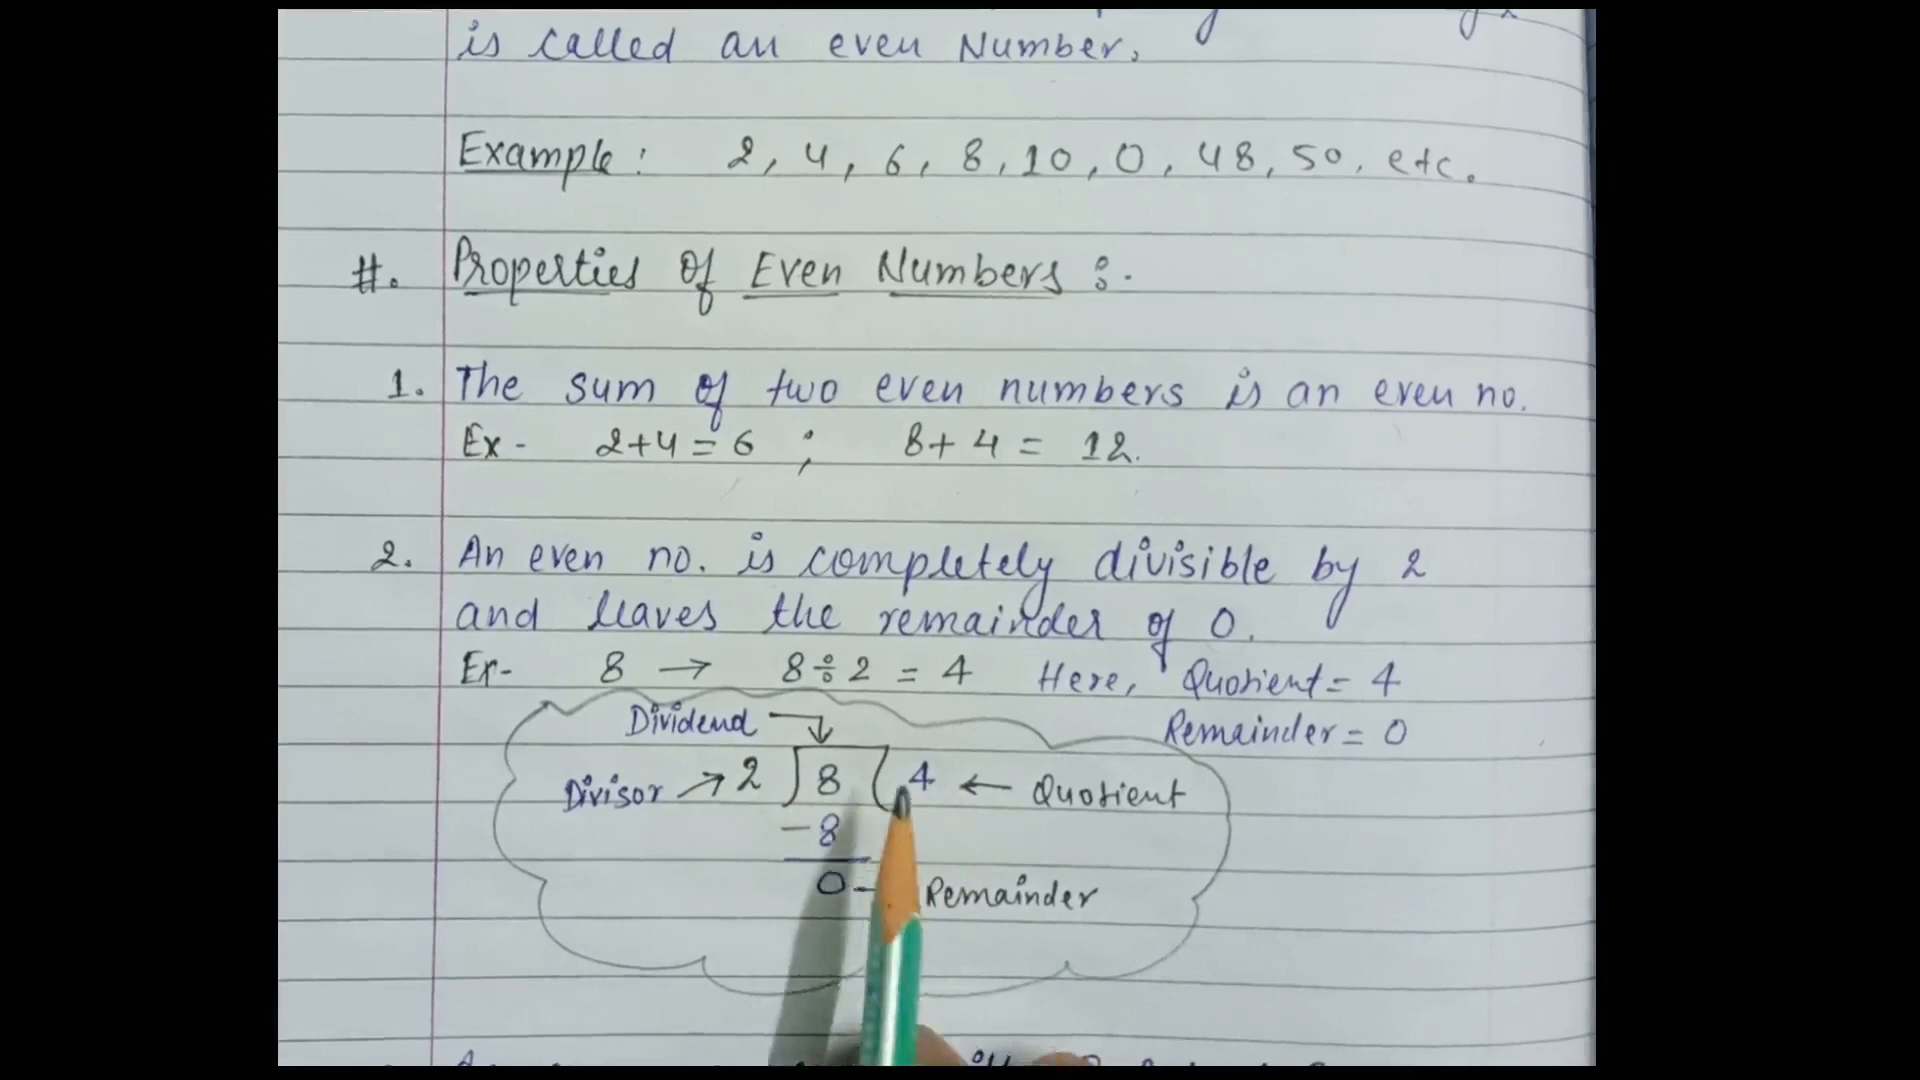 is called an even Number.
Example : 2, 4, 6, 8, 10, 0, 48, 50, etc.
#. Properties of Even Numbers :-
1. The sum of two even numbers is an even no.
Ex - 2+4 = 6 ; 8+ 4 = 12.
2. An even no. is completely divisible by 2
and leaves the remainder of 0.
Ex- 8 → 8÷2 = 4 Here, Quotient = 4
Remainder = 0
Dividend
Divisor → 2 ) 8 ( 4 ← Quotient
-8
0 - Remainder